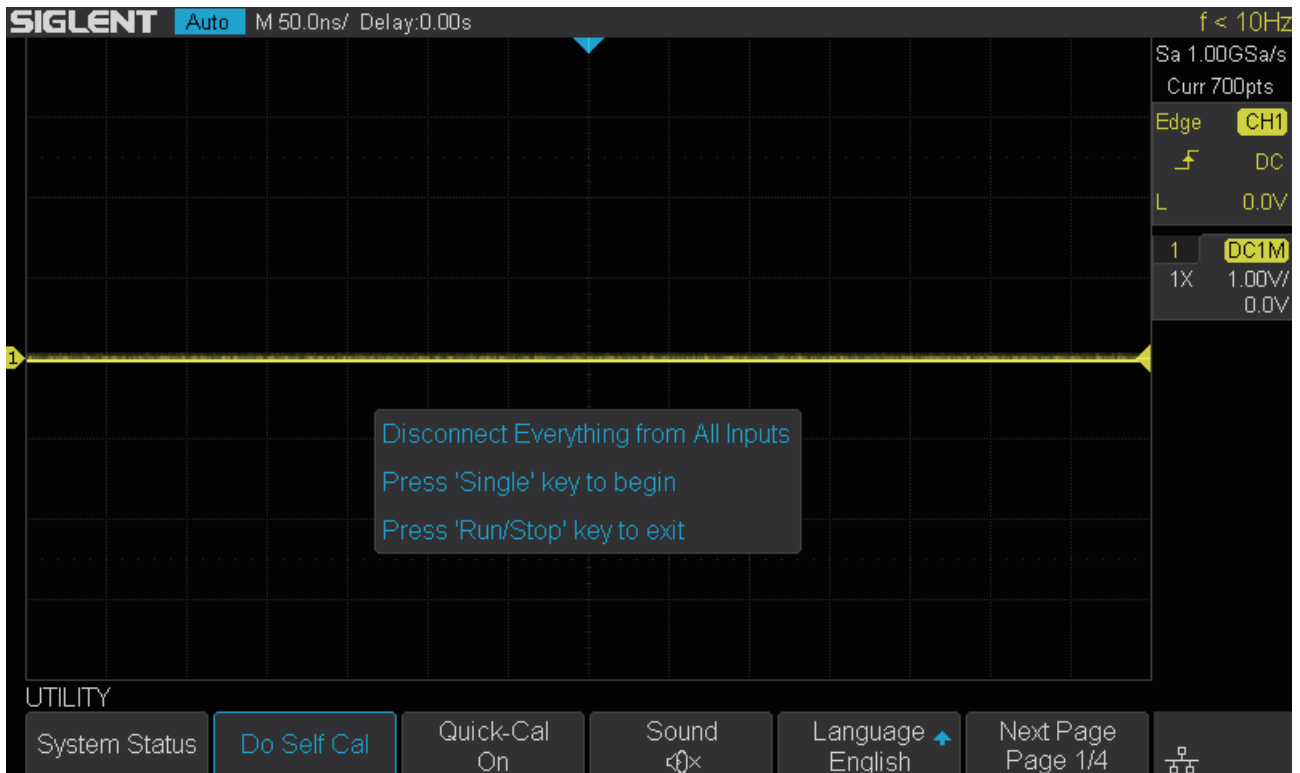 SIGLENT Auto M 50.0ns/ Delay:0.00s f < 10Hz
Sa 1.00GSa/s
Curr 700pts
Edge CH1
DC
L 0.0V
1 DC1M
1X 1.00V/
0.0V
1
Disconnect Everything from All Inputs
Press 'Single' key to begin
Press 'Run/Stop' key to exit
UTILITY
System Status
Do Self Cal
Quick-Cal
On
Sound
Language
English
Next Page
Page 1/4